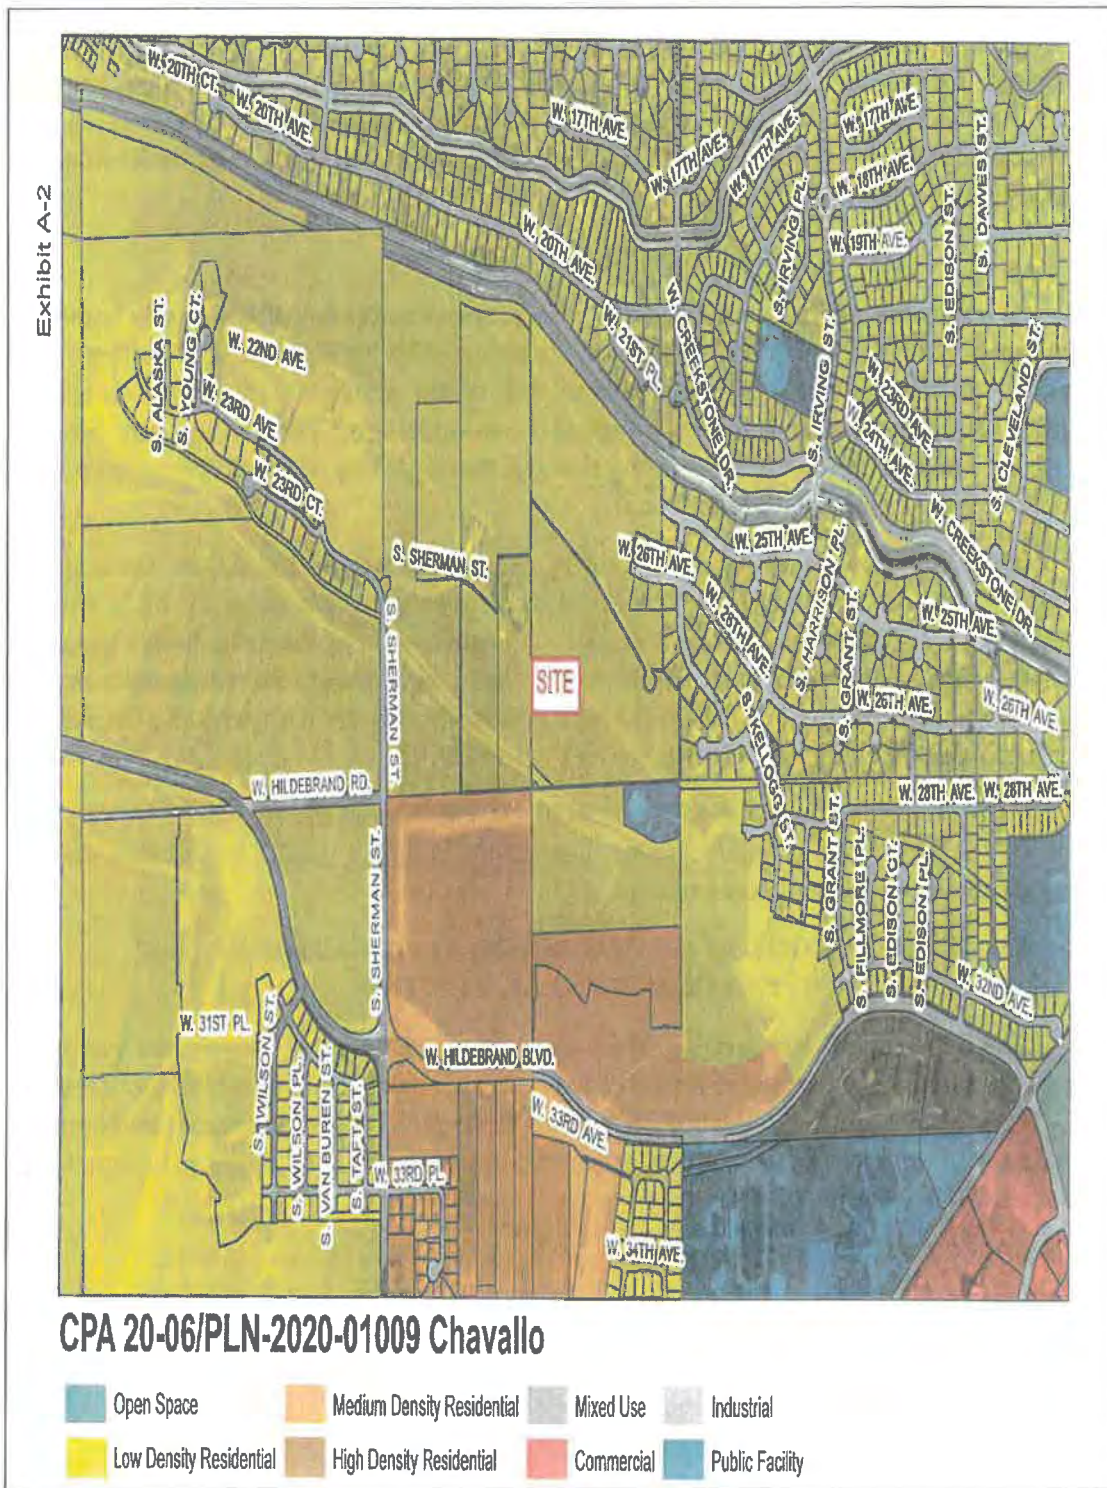 Exhibit A-2
W. 20TH CT.
W. 20TH AVE.
W. 17TH AVE.
W. 17TH AVE.
W. 17TH AVE.
W. 17TH AVE.
W. 18TH AVE.
W. 19TH AVE.
S. IRVING PL.
S. EDISON ST.
S. DAWES ST.
W. 20TH AVE.
W. 21ST PL.
W. CREEKSTONE DR.
S. IRVING ST.
W. 23RD AVE.
W. 24TH AVE.
S. CLEVELAND ST.
W. CREEKSTONE DR.
S. ALASKA ST.
S. YOUNG CT.
W. 22ND AVE.
W. 23RD AVE.
W. 23RD CT.
S. SHERMAN ST.
S. SHERMAN ST.
W. 25TH AVE.
W. 26TH AVE.
W. 26TH AVE.
S. HARRISON PL.
S. GRANT ST.
W. 25TH AVE.
W. 26TH AVE.
W. 26TH AVE.
SITE
S. KELLOGG ST.
W. HILDEBRAND RD.
W. 28TH AVE.
W. 28TH AVE.
S. SHERMAN ST.
S. GRANT ST.
S. FILLMORE PL.
S. EDISON CT.
S. EDISON PL.
W. 32ND AVE.
W. 31ST PL.
S. WILSON ST.
S. WILSON PL.
S. VAN BUREN ST.
S. TAFT ST.
W. HILDEBRAND BLVD.
W. 33RD AVE.
W. 33RD PL.
W. 34TH AVE.
CPA 20-06/PLN-2020-01009 Chavallo
Open Space
Medium Density Residential
Mixed Use
Industrial
Low Density Residential
High Density Residential
Commercial
Public Facility